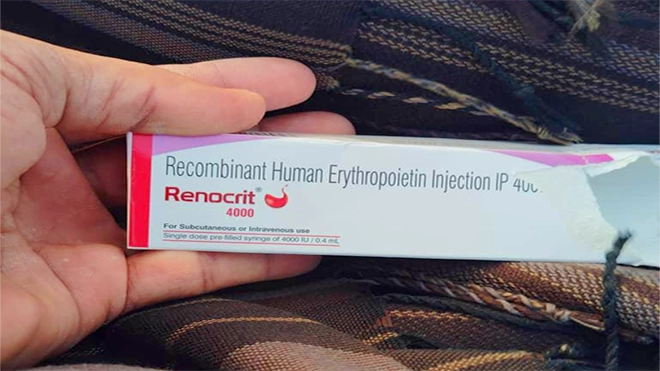 Recombinant Human Erythropoietin Injection IP
Renocrit®
4000
For Subcutaneous or Intravenous use
Single dose pre-filled syringe of 4000 IU / 0.4 mL